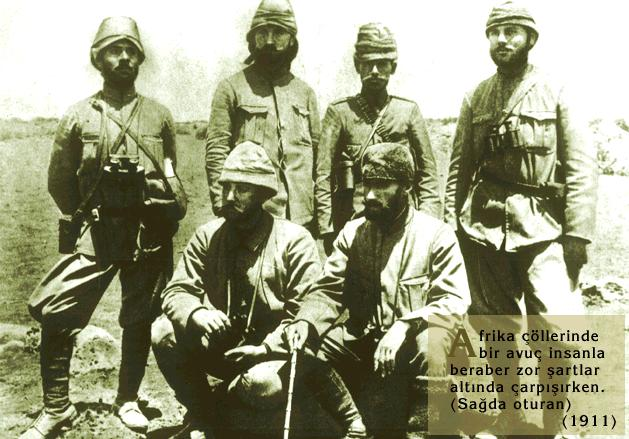 Afrika çöllerinde
bir avuç insanla
beraber zor şartlar
altında çarpışırken.
(Sağda oturan)
(1911)